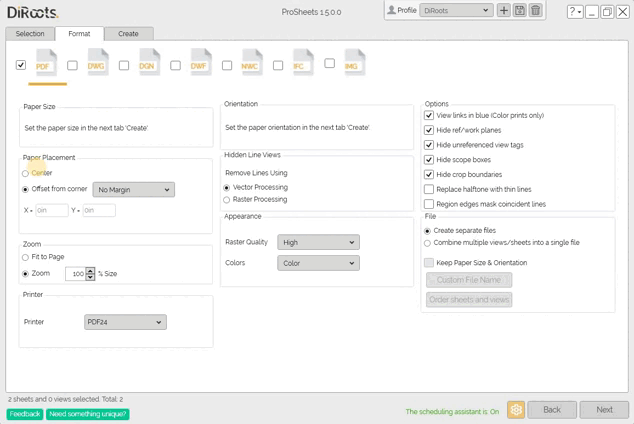 DiRoots.
ProSheets 1.5.0.0
Profile
DiRoots
?
Selection
Format
Create
PDF
DWG
DGN
DWF
NWC
IFC
IMG
Paper Size
Set the paper size in the next tab 'Create'.
Paper Placement
Center
Offset from corner
No Margin
X =
0in
Y =
0in
Zoom
Fit to Page
Zoom
100
% Size
Printer
Printer
PDF24
Orientation
Set the paper orientation in the next tab 'Create'.
Hidden Line Views
Remove Lines Using
Vector Processing
Raster Processing
Appearance
Raster Quality
High
Colors
Color
Options
View links in blue (Color prints only)
Hide ref/work planes
Hide unreferenced view tags
Hide scope boxes
Hide crop boundaries
Replace halftone with thin lines
Region edges mask coincident lines
File
Create separate files
Combine multiple views/sheets into a single file
Keep Paper Size & Orientation
Custom File Name
Order sheets and views
2 sheets and 0 views selected. Total: 2
Feedback
Need something unique?
The scheduling assistant is: On
Back
Next